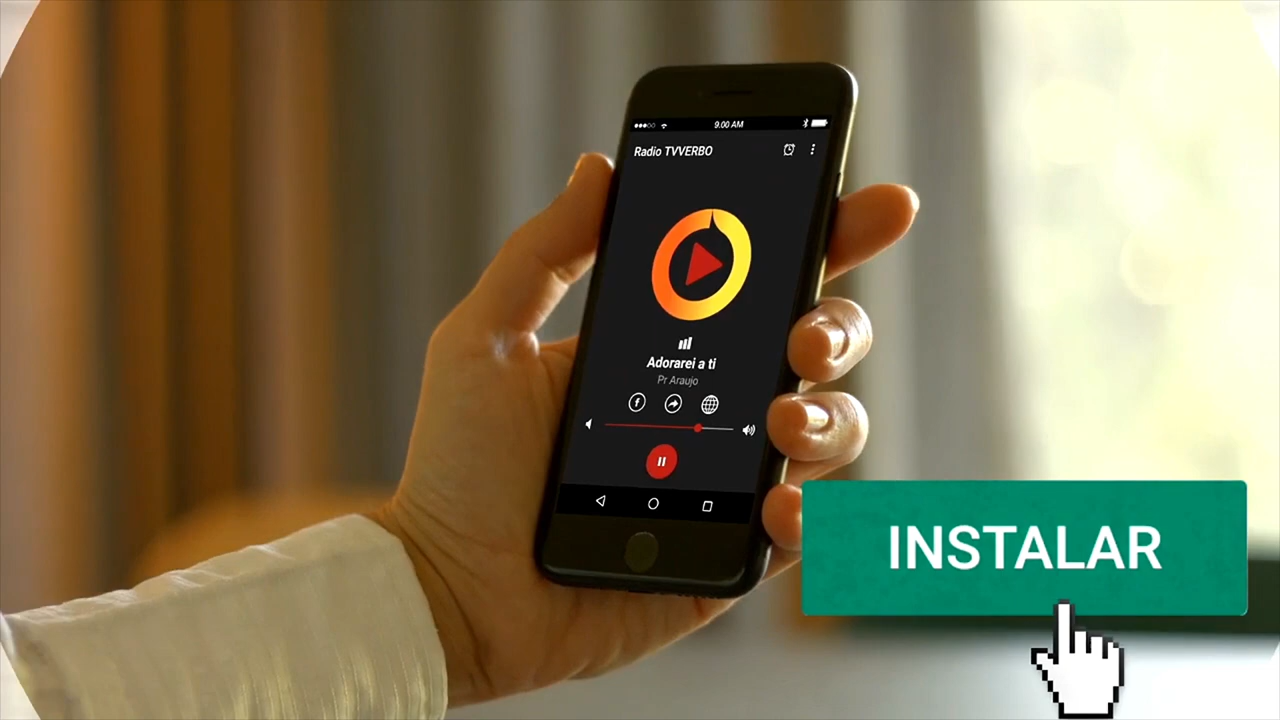 9.00 AM
Radio TVVERBO
Adorarei a ti
Pr Araujo
INSTALAR